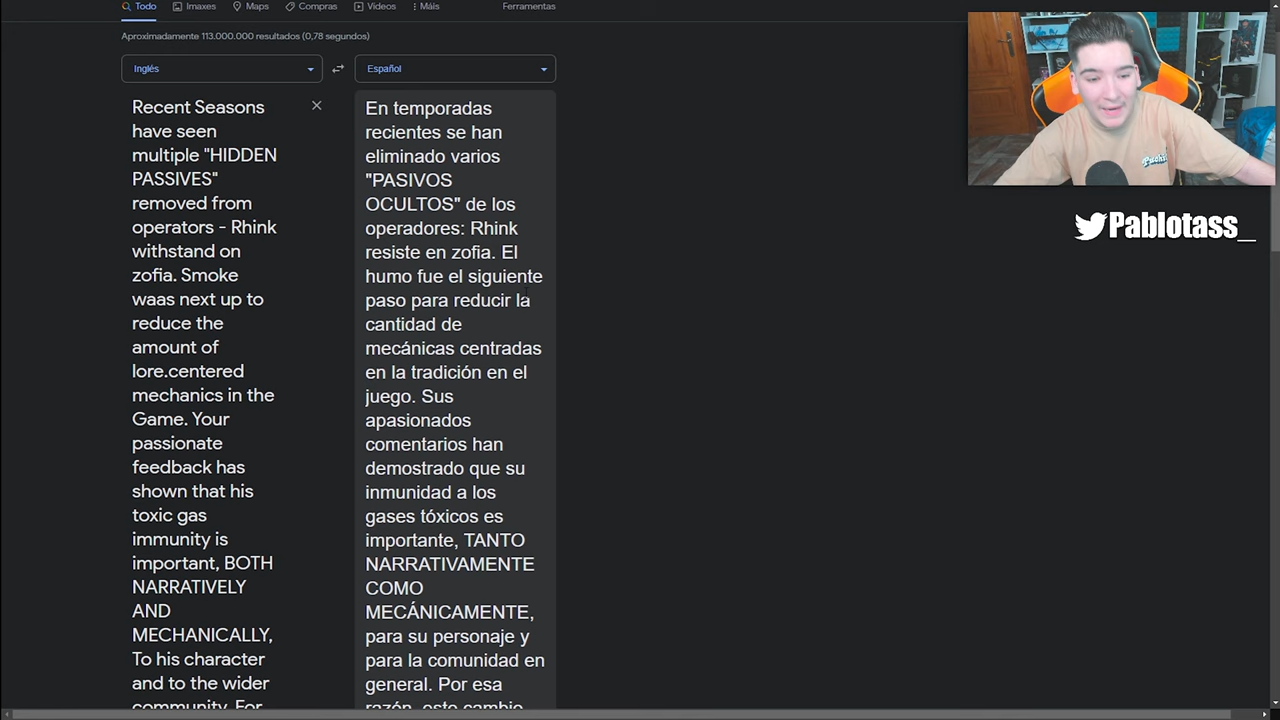 Todo
Imaxes
Maps
Compras
Vídeos
Máis
Ferramentas
Aproximadamente 113.000.000 resultados (0,78 segundos)
Inglés
Español
Recent Seasons
have seen
multiple "HIDDEN
PASSIVES"
removed from
operators - Rhink
withstand on
zofia. Smoke
waas next up to
reduce the
amount of
lore.centered
mechanics in the
Game. Your
passionate
feedback has
shown that his
toxic gas
immunity is
important, BOTH
NARRATIVELY
AND
MECHANICALLY,
To his character
and to the wider
community. For
En temporadas
recientes se han
eliminado varios
"PASIVOS
OCULTOS" de los
operadores: Rhink
resiste en zofia. El
humo fue el siguiente
paso para reducir la
cantidad de
mecánicas centradas
en la tradición en el
juego. Sus
apasionados
comentarios han
demostrado que su
inmunidad a los
gases tóxicos es
importante, TANTO
NARRATIVAMENTE
COMO
MECÁNICAMENTE,
para su personaje y
para la comunidad en
general. Por esa
razón, este cambio
Pablotass_